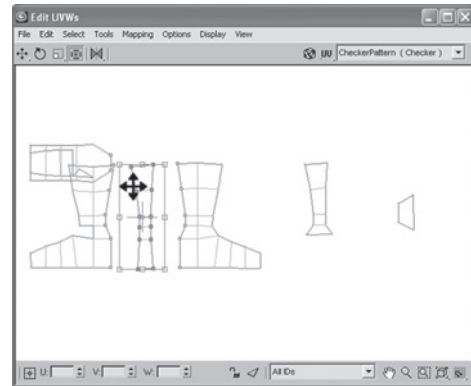 Edit UVWs
File Edit Select Tools Mapping Options Display View
UV CheckerPattern ( Checker )
U: V: W: All IDs